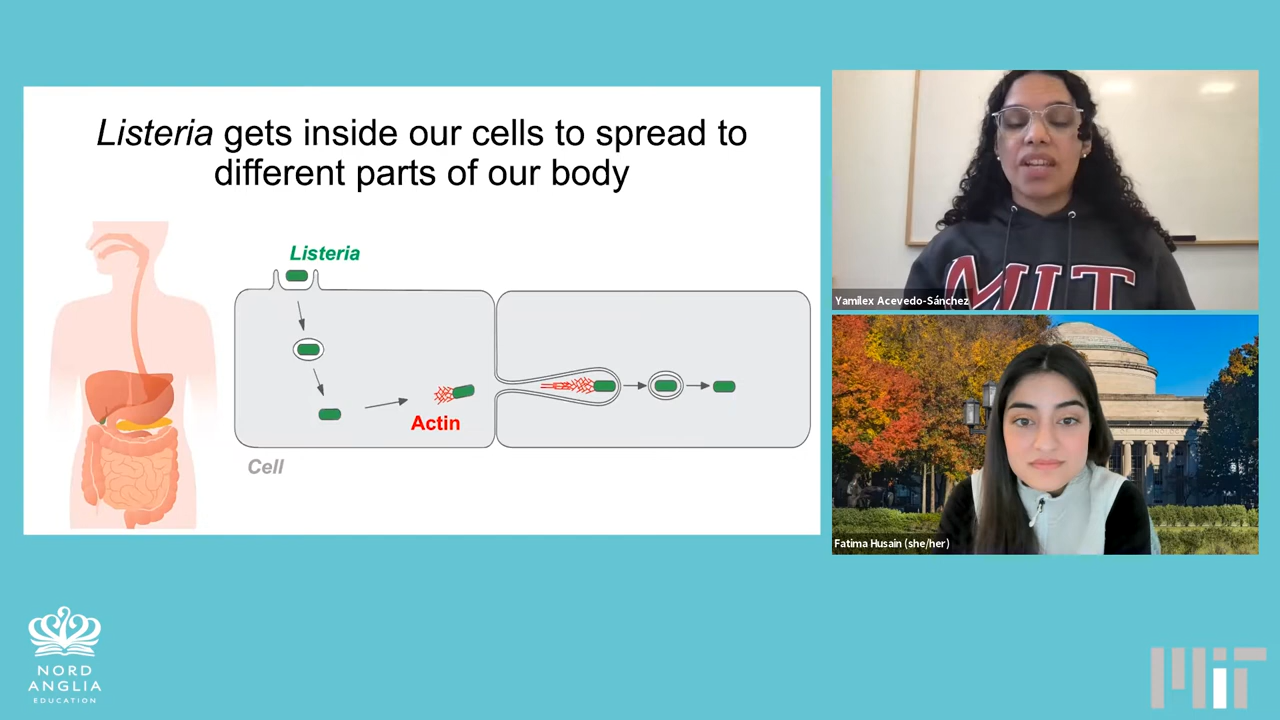 Listeria gets inside our cells to spread to
different parts of our body
Listeria
Actin
Cell
MIT
Yamilex Acevedo-Sánchez
Fatima Husain (she/her)
NORD
ANGLIA
EDUCATION
MIT